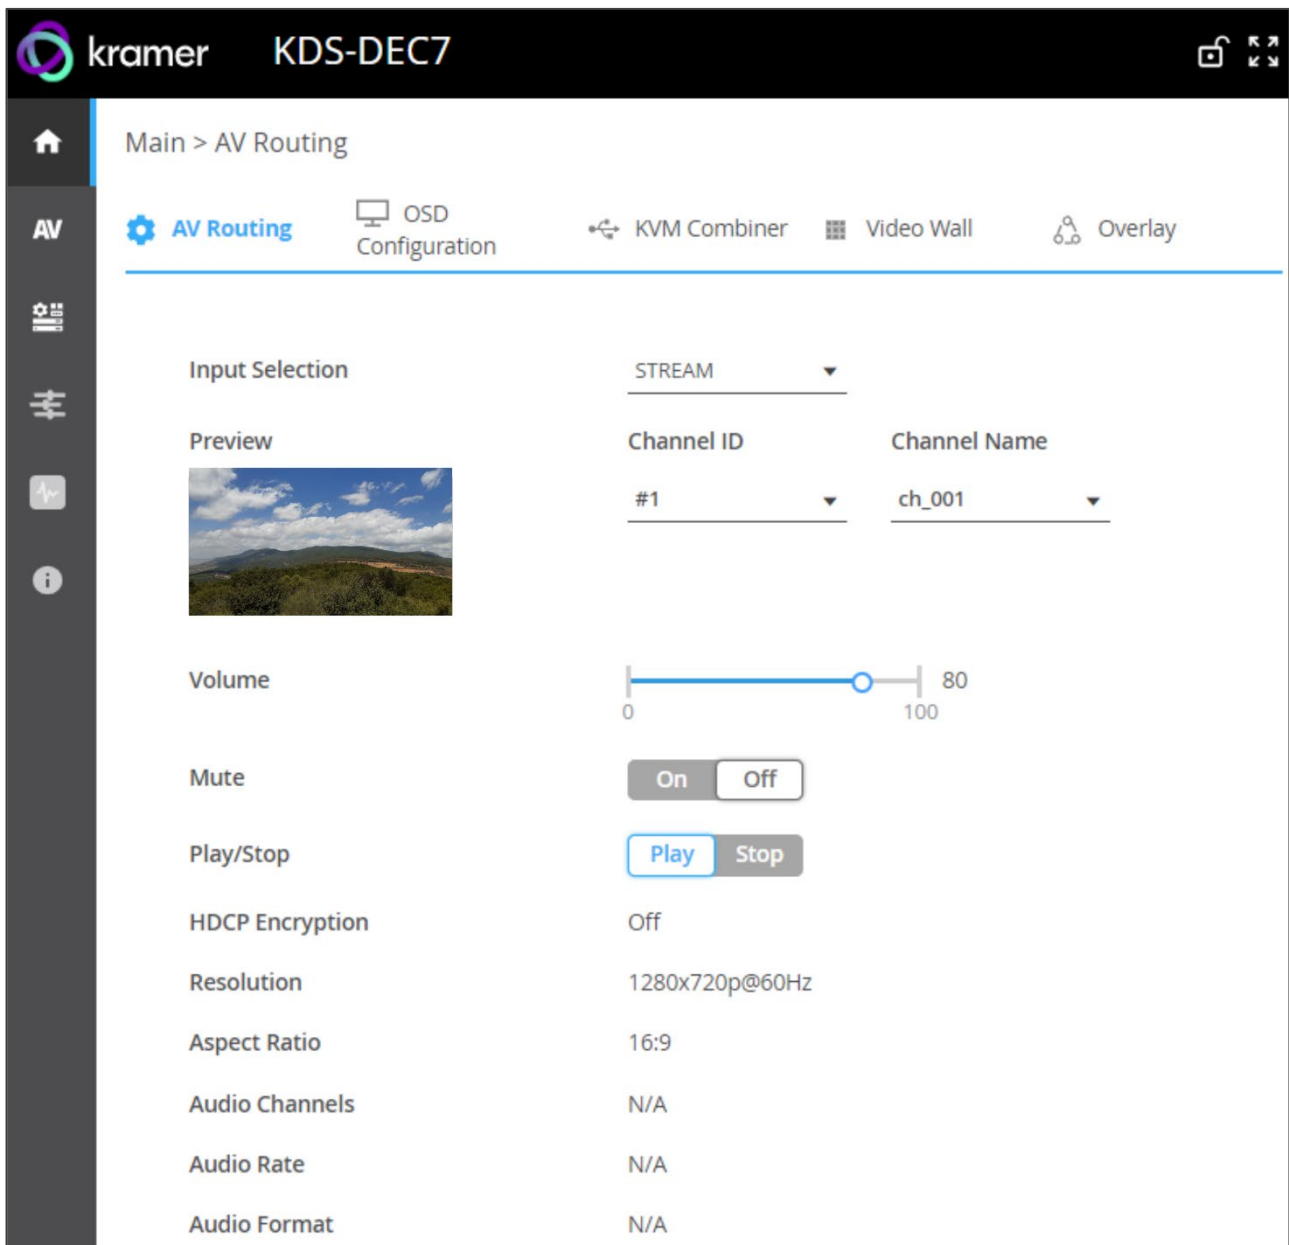 kramer KDS-DEC7
Main > AV Routing
AV
AV Routing
OSD
Configuration
KVM Combiner
Video Wall
Overlay
Input Selection STREAM
Preview Channel ID Channel Name
#1 ch_001
Volume 80
0 100
Mute On Off
Play/Stop Play Stop
HDCP Encryption Off
Resolution 1280x720p@60Hz
Aspect Ratio 16:9
Audio Channels N/A
Audio Rate N/A
Audio Format N/A